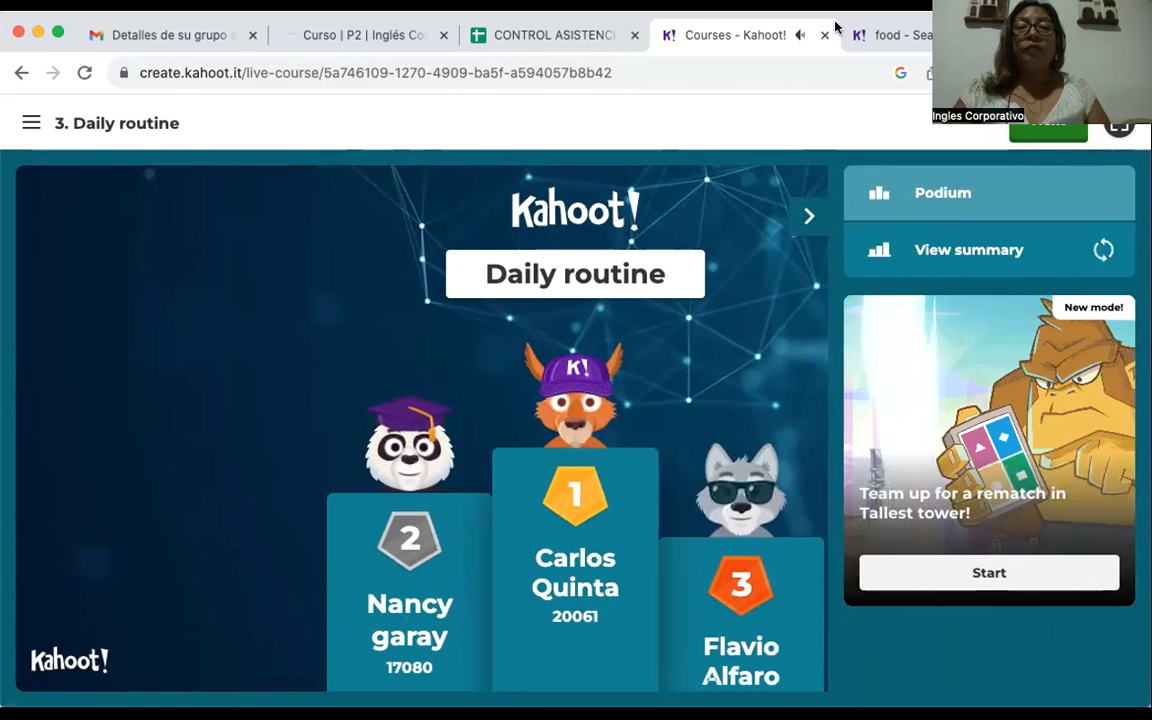 Detalles de su grupo
Curso | P2 | Inglés Co
CONTROL ASISTENC
Courses - Kahoot!
food - Sea
create.kahoot.it/live-course/5a746109-1270-4909-ba5f-a594057b8b42
Ingles Corporativo
3. Daily routine
Kahoot!
Daily routine
K!
1
Carlos
Quinta
20061
2
Nancy
garay
17080
3
Flavio
Alfaro
Kahoot!
Podium
View summary
New mode!
Team up for a rematch in
Tallest tower!
Start